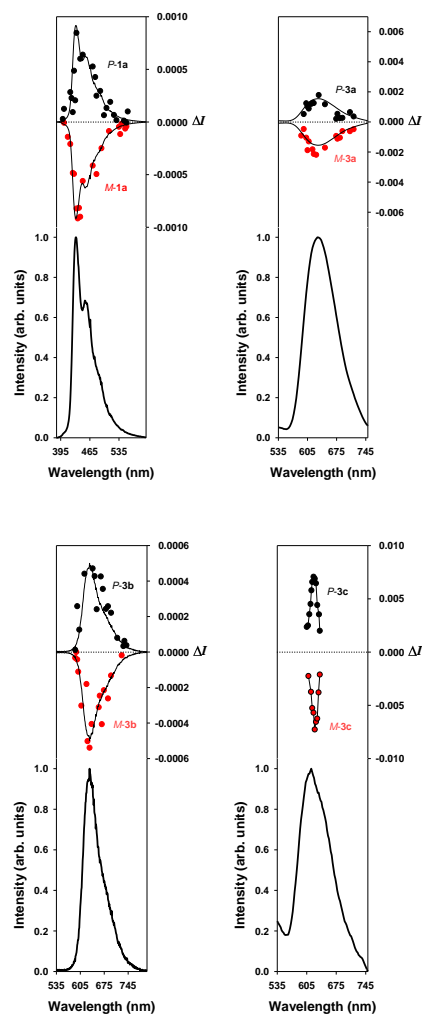 0.0010
P-1a
0.0005
0.0000 ΔI
-0.0005
M-1a
-0.0010
1.0
0.8
0.6
0.4
0.2
0.0
Intensity (arb. units)
395 465 535
Wavelength (nm)
0.006
P-3a
0.004
0.002
0.000 ΔI
-0.002
M-3a
-0.004
-0.006
1.0
0.8
0.6
0.4
0.2
0.0
Intensity (arb. units)
535 605 675 745
Wavelength (nm)
0.0006
P-3b
0.0004
0.0002
0.0000 ΔI
-0.0002
M-3b
-0.0004
-0.0006
1.0
0.8
0.6
0.4
0.2
0.0
Intensity (arb. units)
535 605 675 745
Wavelength (nm)
0.010
P-3c
0.005
0.000 ΔI
-0.005
M-3c
-0.010
1.0
0.8
0.6
0.4
0.2
0.0
Intensity (arb. units)
535 605 675 745
Wavelength (nm)